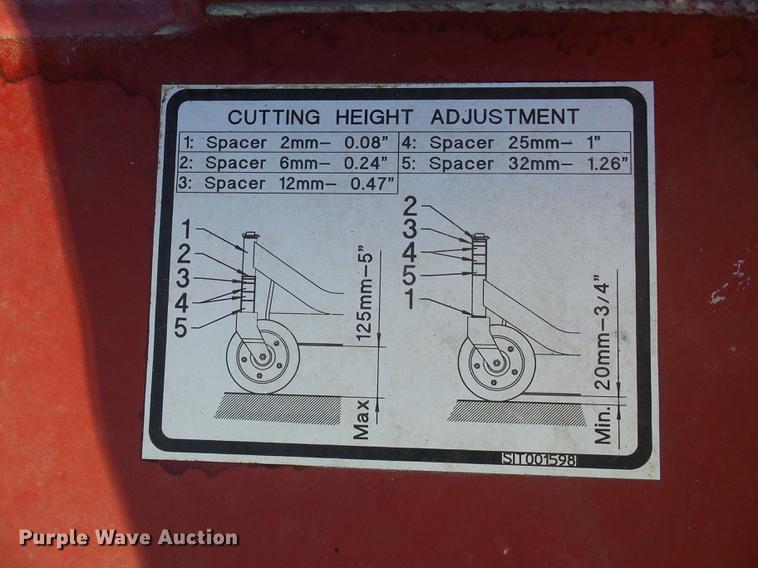 CUTTING HEIGHT ADJUSTMENT
1: Spacer 2mm– 0.08" 4: Spacer 25mm– 1"
2: Spacer 6mm– 0.24" 5: Spacer 32mm– 1.26"
3: Spacer 12mm– 0.47"
1
2
3
4
5
Max 125mm–5"
2
3
4
5
1
Min. 20mm–3/4"
SIT001598
Purple Wave Auction